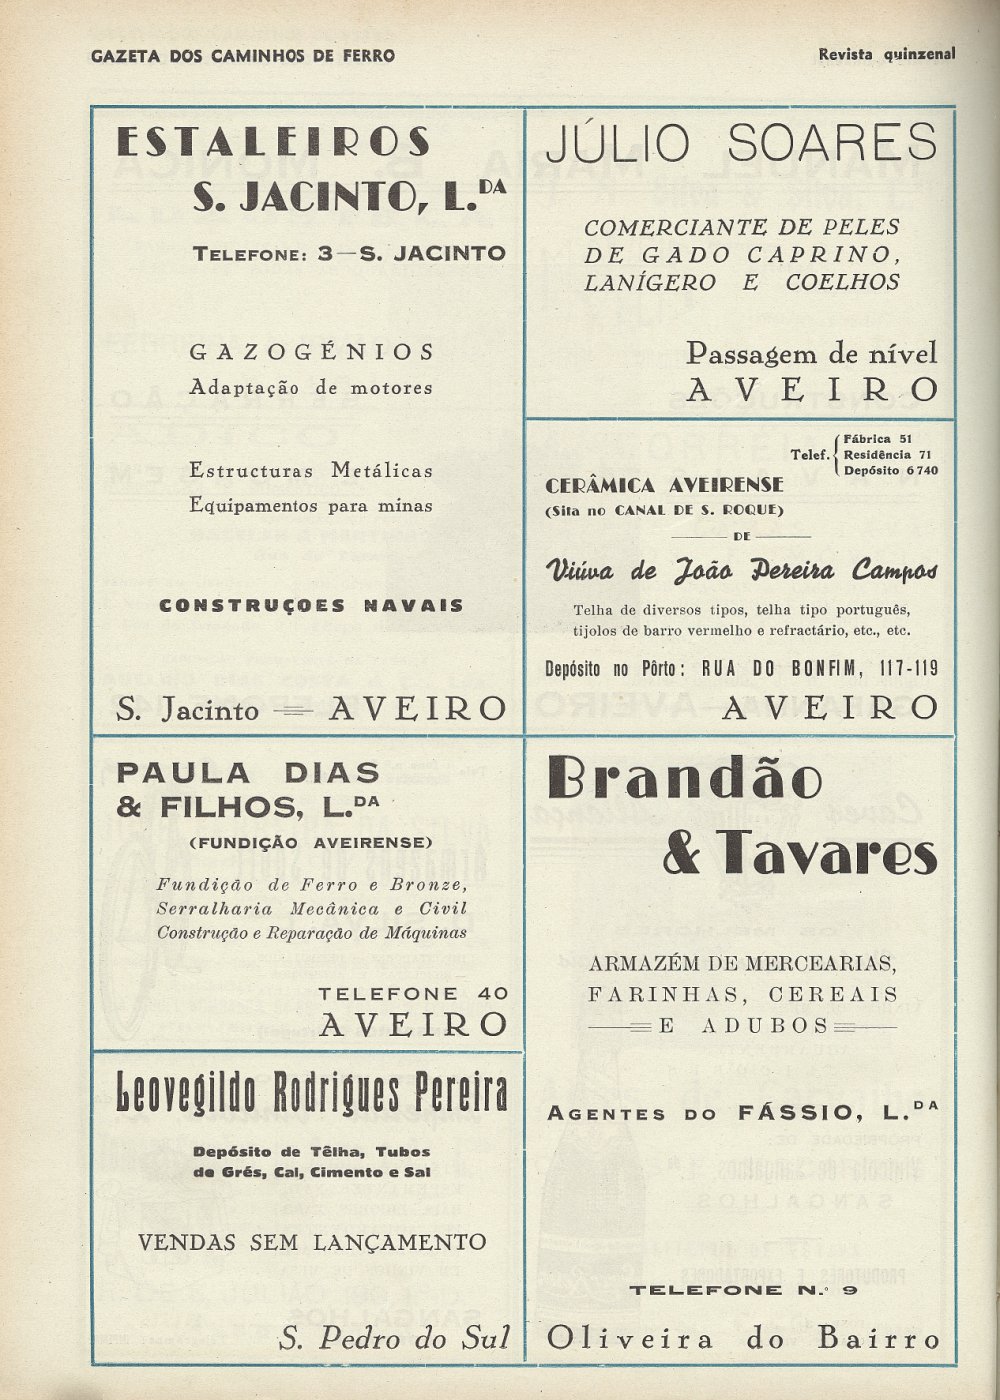 GAZETA DOS CAMINHOS DE FERRO
Revista quinzenal
ESTALEIROS
S. JACINTO, L.DA
TELEFONE: 3—S. JACINTO
GAZOGÉNIOS
Adaptação de motores
Estructuras Metálicas
Equipamentos para minas
CONSTRUÇOES NAVAIS
S. Jacinto — AVEIRO
JÚLIO SOARES
COMERCIANTE DE PELES
DE GADO CAPRINO,
LANÍGERO E COELHOS
Passagem de nível
AVEIRO
Telef. { Fábrica 51
Residência 71
Depósito 6740
CERÂMICA AVEIRENSE
(Sita no CANAL DE S. ROQUE)
DE
Viúva de João Pereira Campos
Telha de diversos tipos, telha tipo português,
tijolos de barro vermelho e refractário, etc., etc.
Depósito no Pôrto: RUA DO BONFIM, 117-119
AVEIRO
PAULA DIAS
& FILHOS, L.DA
(FUNDIÇÃO AVEIRENSE)
Fundição de Ferro e Bronze,
Serralharia Mecânica e Civil
Construção e Reparação de Máquinas
TELEFONE 40
AVEIRO
Leovegildo Rodrigues Pereira
Depósito de Têlha, Tubos
de Grés, Cal, Cimento e Sal
VENDAS SEM LANÇAMENTO
S. Pedro do Sul
Brandão
& Tavares
ARMAZÉM DE MERCEARIAS,
FARINHAS, CEREAIS
E ADUBOS
AGENTES DO FÁSSIO, L.DA
TELEFONE N.º 9
Oliveira do Bairro